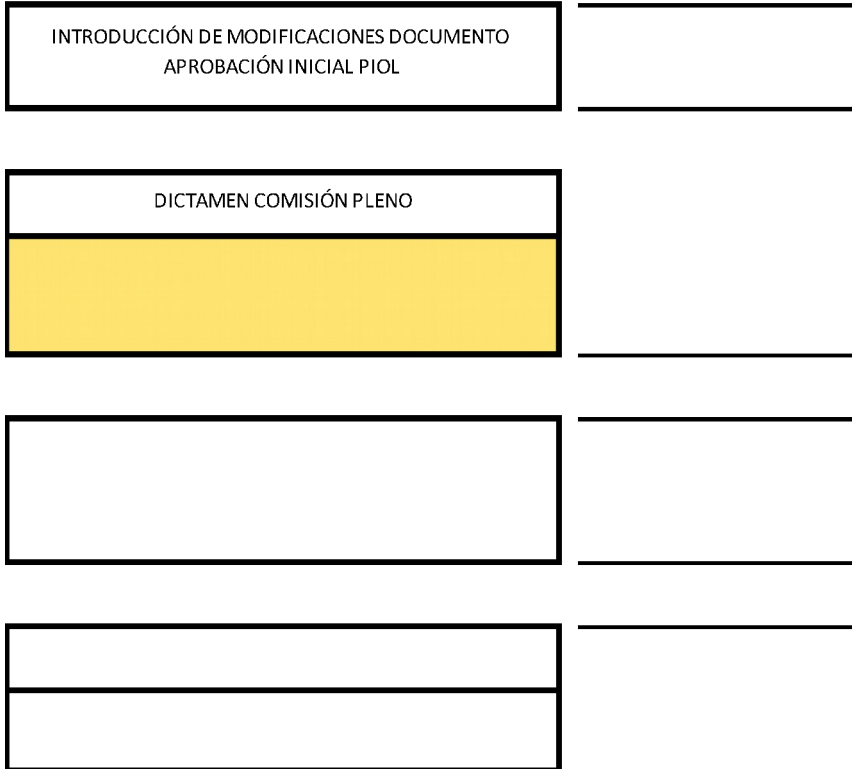 INTRODUCCIÓN DE MODIFICACIONES DOCUMENTO
APROBACIÓN INICIAL PIOL
DICTAMEN COMISIÓN PLENO